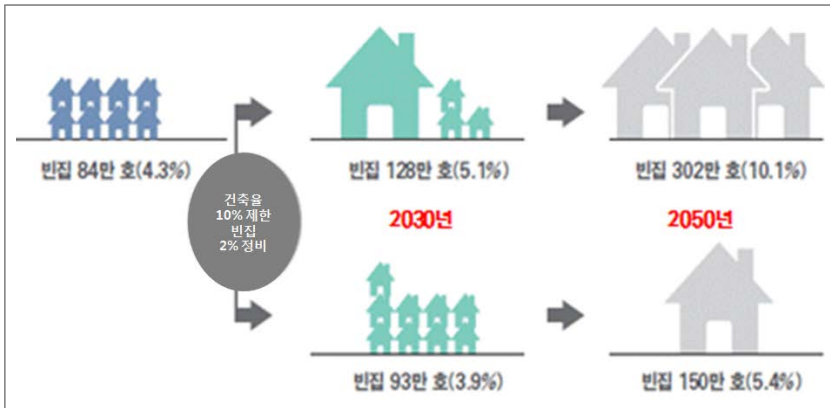 빈집 84만 호(4.3%)
빈집 128만 호(5.1%)
빈집 302만 호(10.1%)
건축율
10% 제한
빈집
2% 정비
2030년
2050년
빈집 93만 호(3.9%)
빈집 150만 호(5.4%)